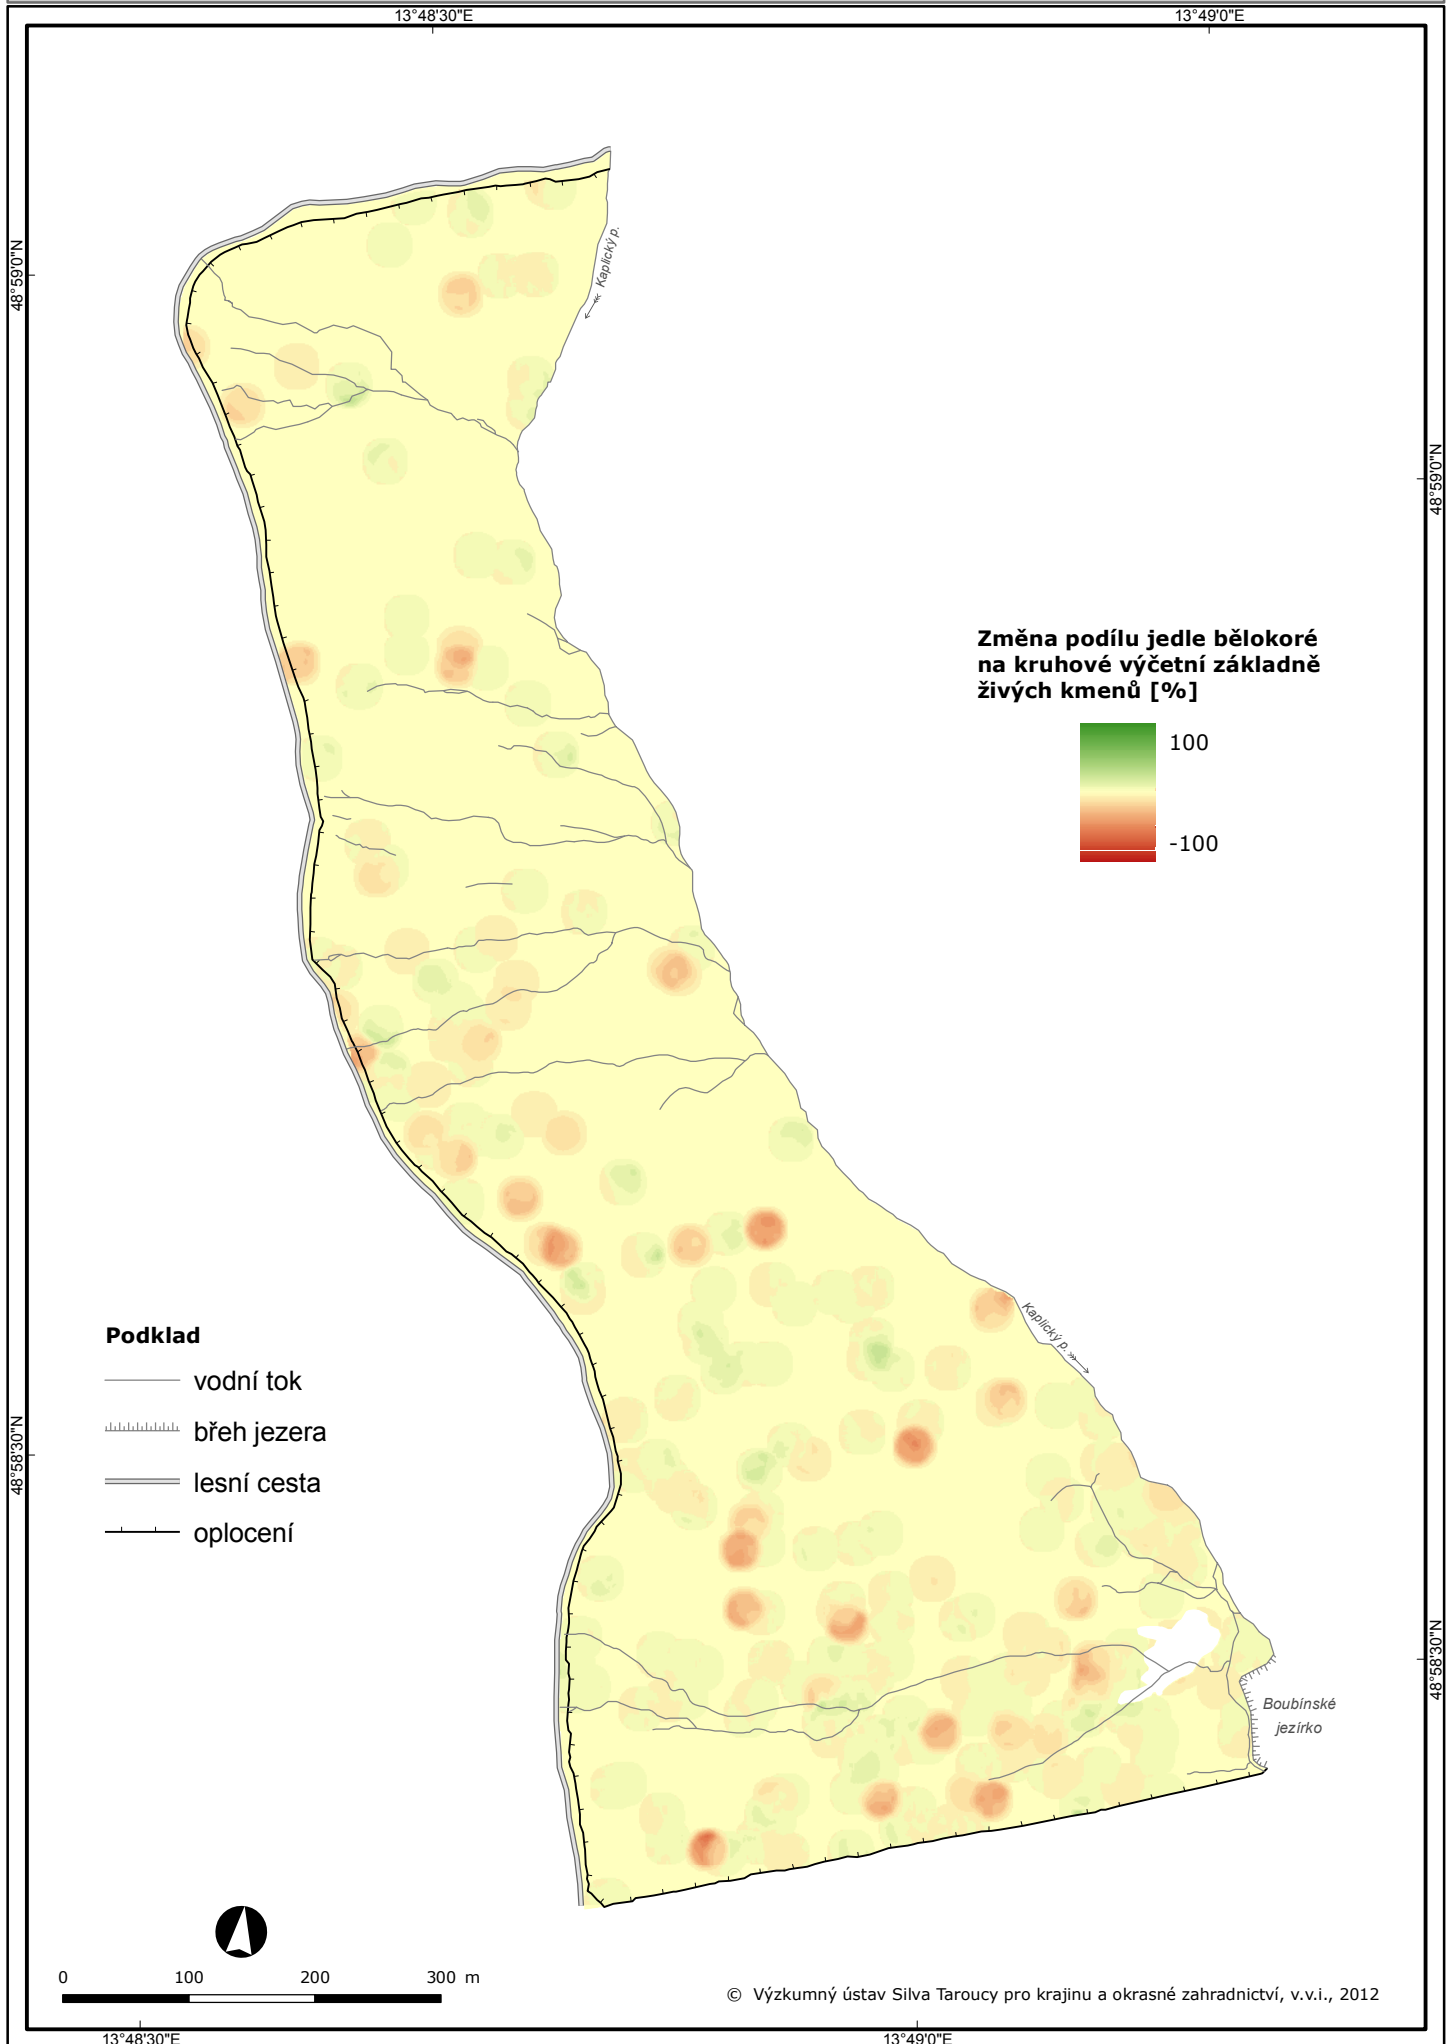 13°48'30"E
13°49'0"E
48°59'0"N
Kaplický p.
48°59'0"N
Změna podílu jedle bělokoré
na kruhové výčetní základně
živých kmenů [%]
100
-100
Kaplický p.
Podklad
vodní tok
břeh jezera
lesní cesta
oplocení
48°58'30"N
48°58'30"N
Boubínské
jezírko
0 100 200 300 m
© Výzkumný ústav Silva Taroucy pro krajinu a okrasné zahradnictví, v.v.i., 2012
13°48'30"E
13°49'0"E